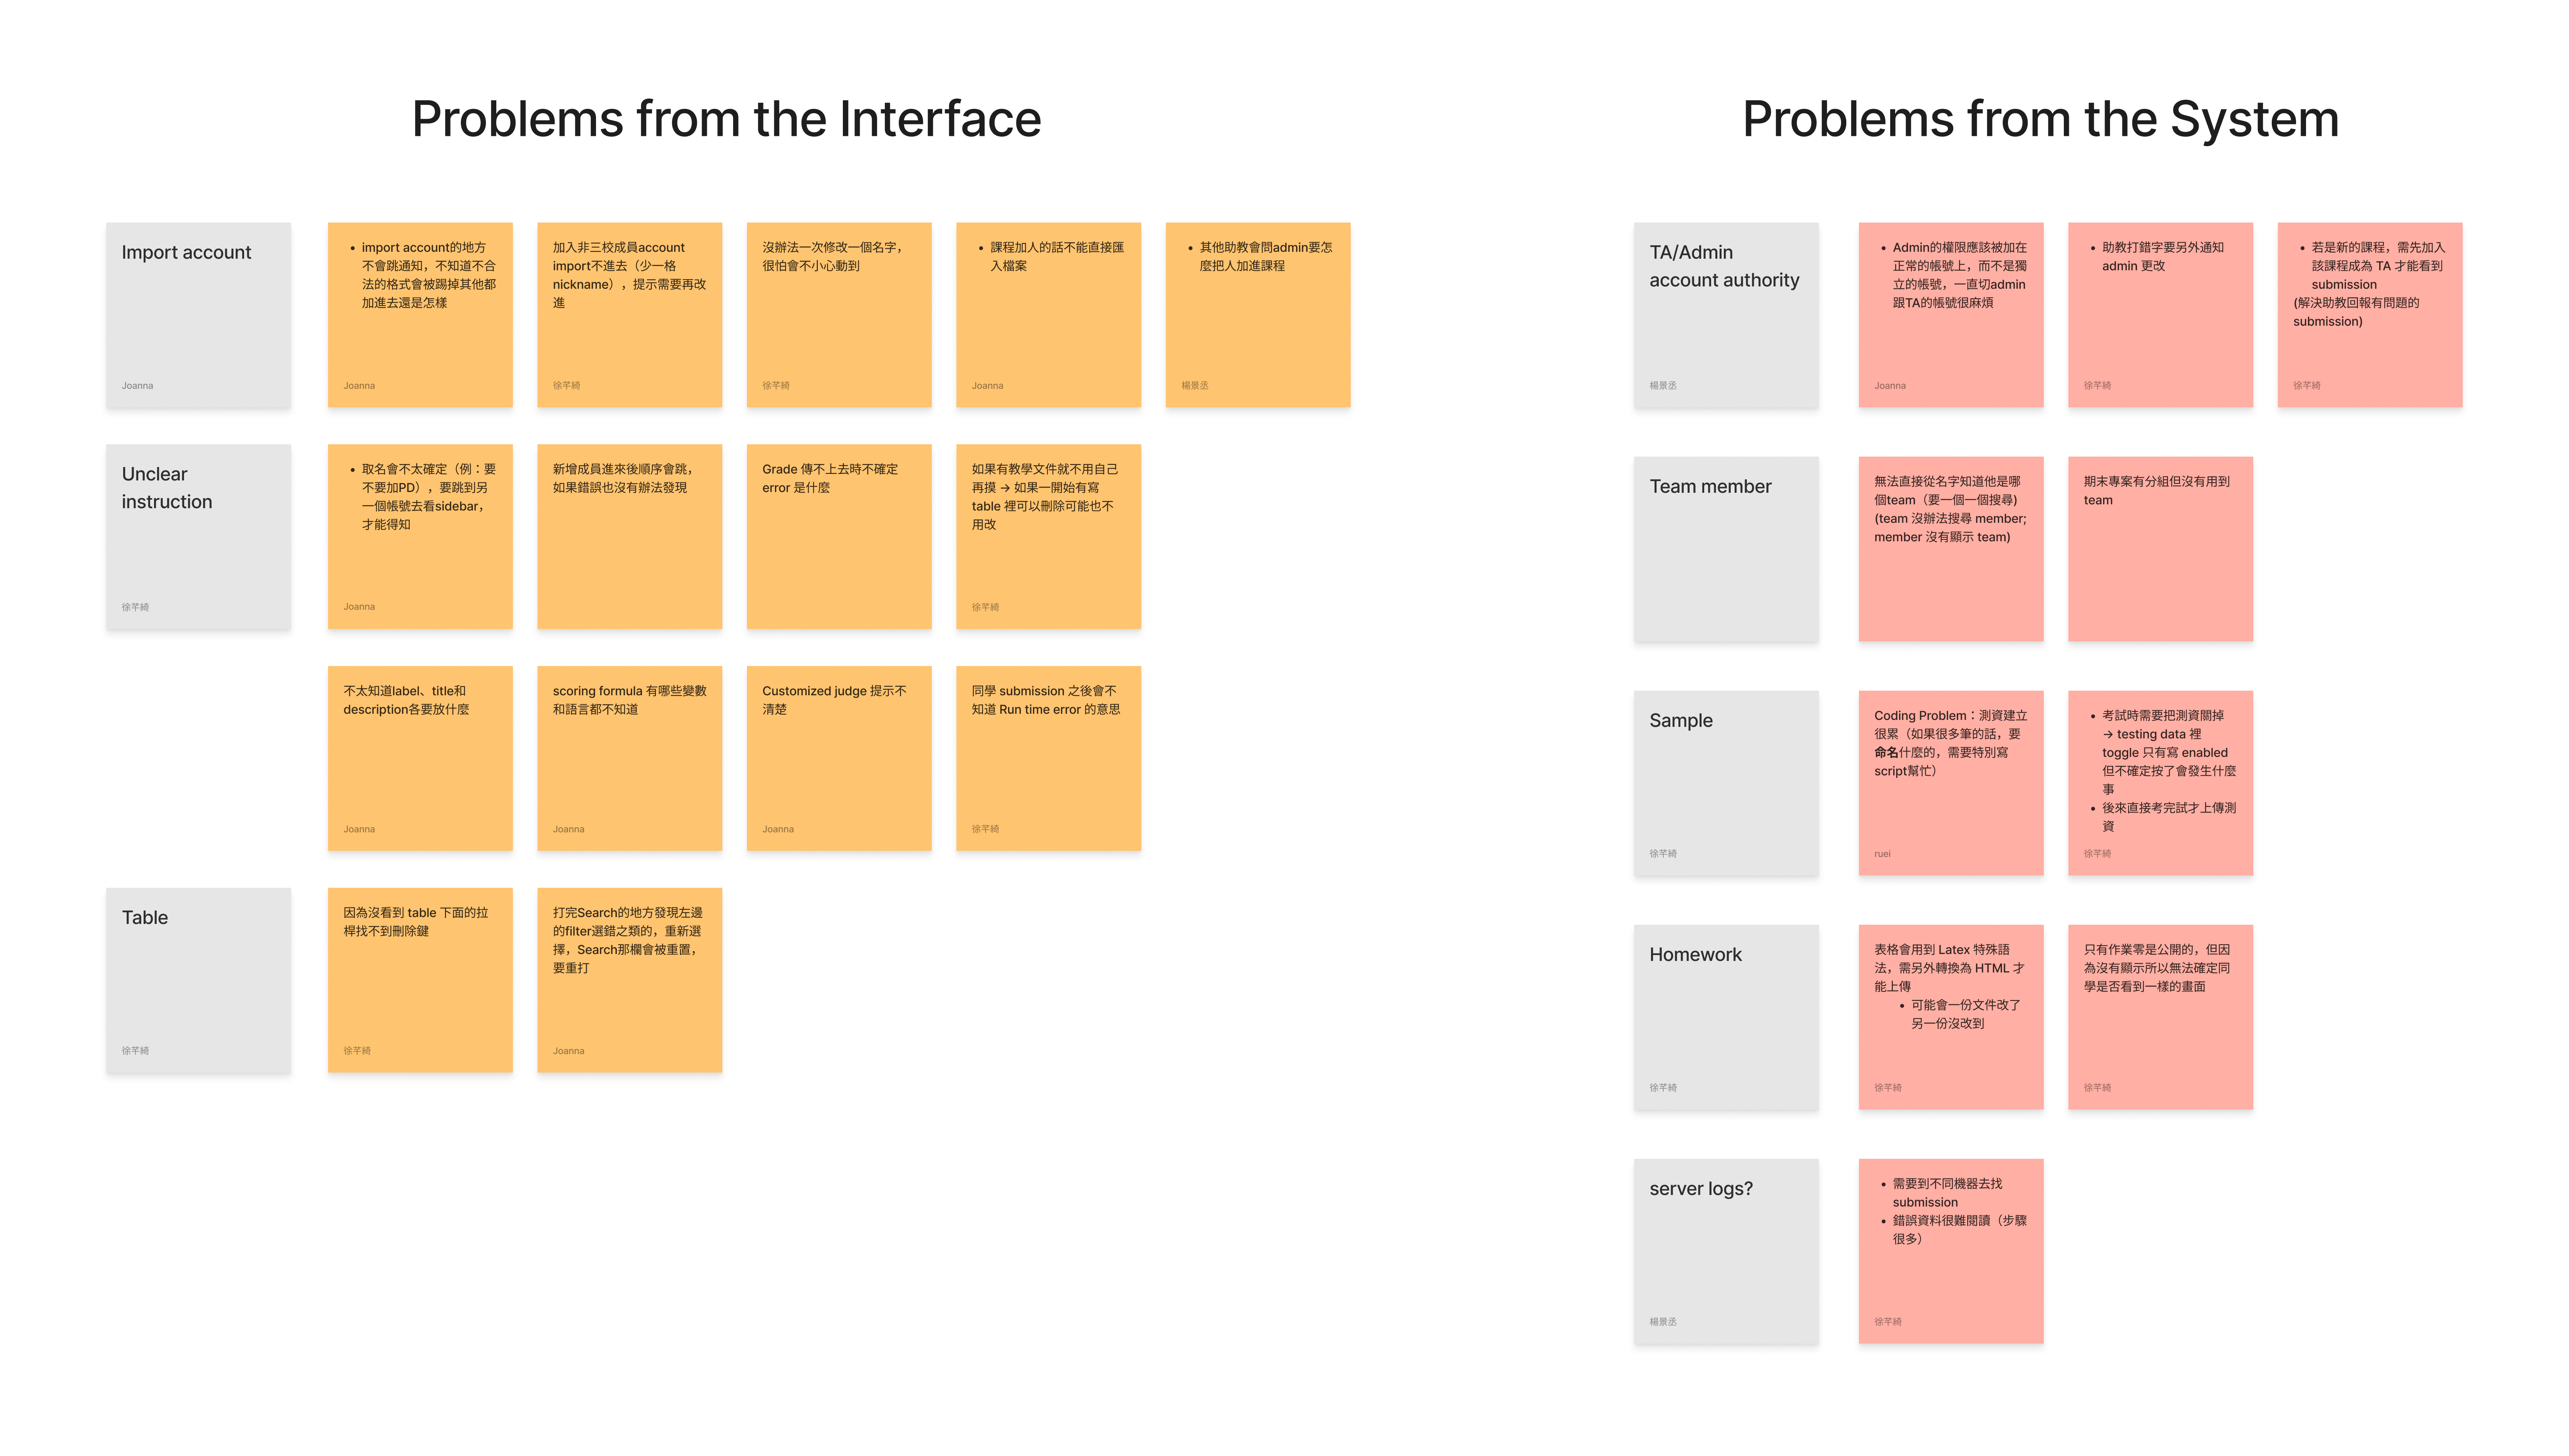 Problems from the Interface
Import account
Joanna
• import account的地方
不會跳通知，不知道不合
法的格式會被踢掉其他都
加進去還是怎樣
Joanna
加入非三校成員account
import不進去（少一格
nickname），提示需要再改
進
徐芊綺
沒辦法一次修改一個名字，
很怕會不小心動到
徐芊綺
• 課程加人的話不能直接匯
入檔案
Joanna
• 其他助教會問admin要怎
麼把人加進課程
楊景丞
Unclear
instruction
徐芊綺
• 取名會不太確定（例：要
不要加PD），要跳到另
一個帳號去看sidebar，
才能得知
Joanna
新增成員進來後順序會跳，
如果錯誤也沒有辦法發現
Grade 傳不上去時不確定
error 是什麼
如果有教學文件就不用自己
再摸 → 如果一開始有寫
table 裡可以刪除可能也不
用改
徐芊綺
不太知道label、title和
description各要放什麼
Joanna
scoring formula 有哪些變數
和語言都不知道
Joanna
Customized judge 提示不
清楚
Joanna
同學 submission 之後會不
知道 Run time error 的意思
徐芊綺
Table
徐芊綺
因為沒看到 table 下面的拉
桿找不到刪除鍵
徐芊綺
打完Search的地方發現左邊
的filter選錯之類的，重新選
擇，Search那欄會被重置，
要重打
Joanna
Problems from the System
TA/Admin
account authority
楊景丞
• Admin的權限應該被加在
正常的帳號上，而不是獨
立的帳號，一直切admin
跟TA的帳號很麻煩
Joanna
• 助教打錯字要另外通知
admin 更改
徐芊綺
• 若是新的課程，需先加入
該課程成為 TA 才能看到
submission
(解決助教回報有問題的
submission)
徐芊綺
Team member
無法直接從名字知道他是哪
個team（要一個一個搜尋)
(team 沒辦法搜尋 member;
member 沒有顯示 team)
期末專案有分組但沒有用到
team
Sample
徐芊綺
Coding Problem：測資建立
很累（如果很多筆的話，要
命名什麼的，需要特別寫
script幫忙）
ruei
• 考試時需要把測資關掉
→ testing data 裡
toggle 只有寫 enabled
但不確定按了會發生什麼
事
• 後來直接考完試才上傳測
資
徐芊綺
Homework
徐芊綺
表格會用到 Latex 特殊語
法，需另外轉換為 HTML 才
能上傳
• 可能會一份文件改了
另一份沒改到
徐芊綺
只有作業零是公開的，但因
為沒有顯示所以無法確定同
學是否看到一樣的畫面
徐芊綺
server logs?
楊景丞
• 需要到不同機器去找
submission
• 錯誤資料很難閱讀（步驟
很多）
徐芊綺